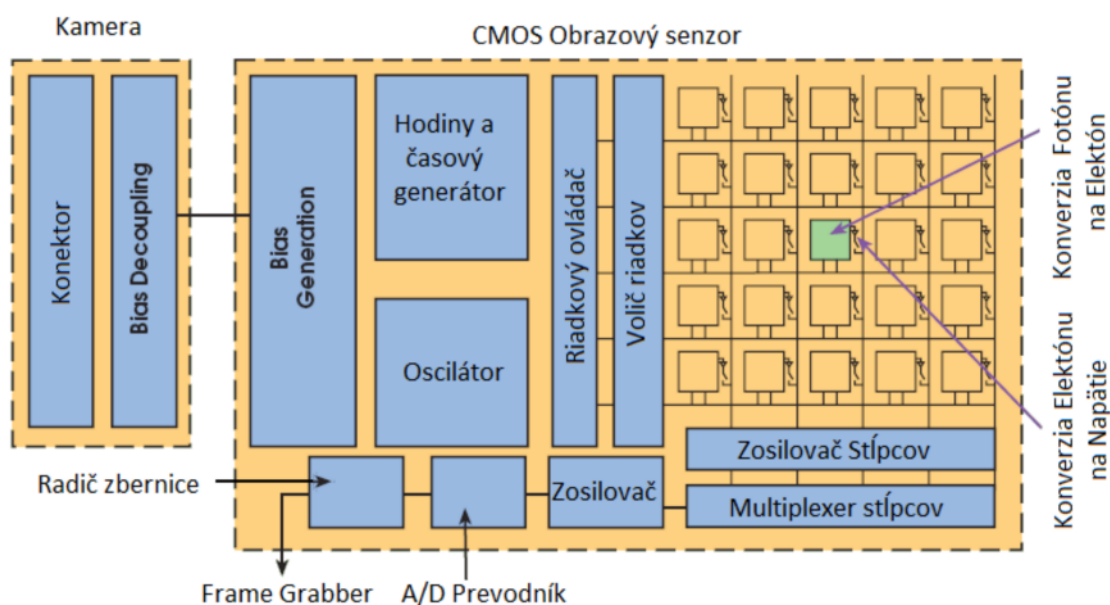 Kamera
CMOS Obrazový senzor
Konektor
Bias Decoupling
Bias
Generation
Hodiny a
časový
generátor
Oscilátor
Riadkový ovládač
Volič riadkov
Konverzia Fotónu
na Elektón
Konverzia Elektónu
na Napätie
Zosilovač Stĺpcov
Multiplexer stĺpcov
Zosilovač
Radič zbernice
Frame Grabber
A/D Prevodník